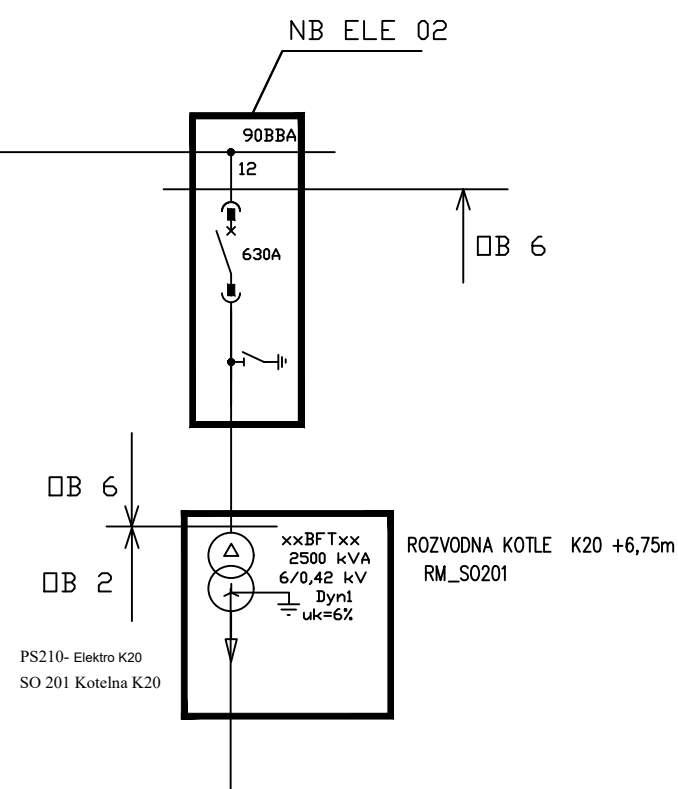 NB ELE 02
90BBA
12
OB 6
630A
OB 6
xxBFTxx
2500 kVA
6/0,42 kV
Dyn1
uk=6%
ROZVODNA KOTLE K20 +6,75m
RM_SO201
OB 2
PS210- Elektro K20
SO 201 Kotelna K20